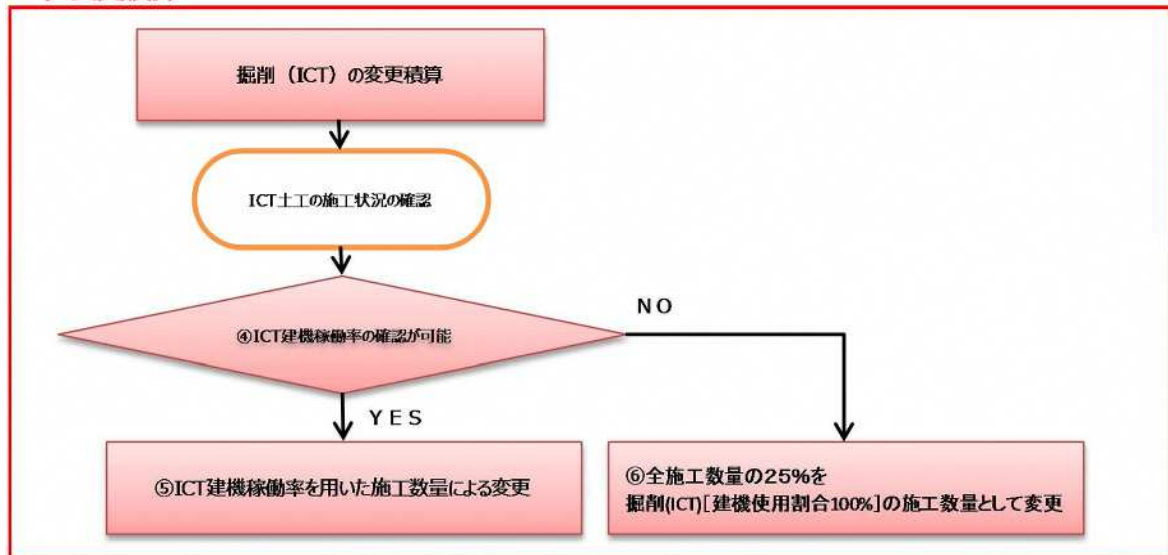 掘削（ICT）の変更積算
ICT土工の施工状況の確認
④ICT建機稼働率の確認が可能
NO
YES
⑤ICT建機稼働率を用いた施工数量による変更
⑥全施工数量の25%を
掘削(ICT)[建機使用割合100%]の施工数量として変更